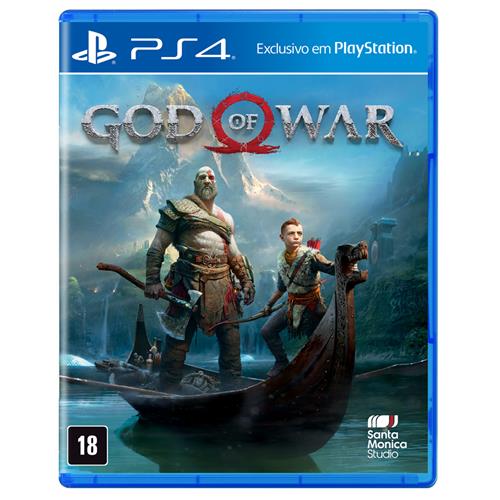 PS4
Exclusivo em PlayStation®
GOD OF WAR
18
Santa
Monica
Studio